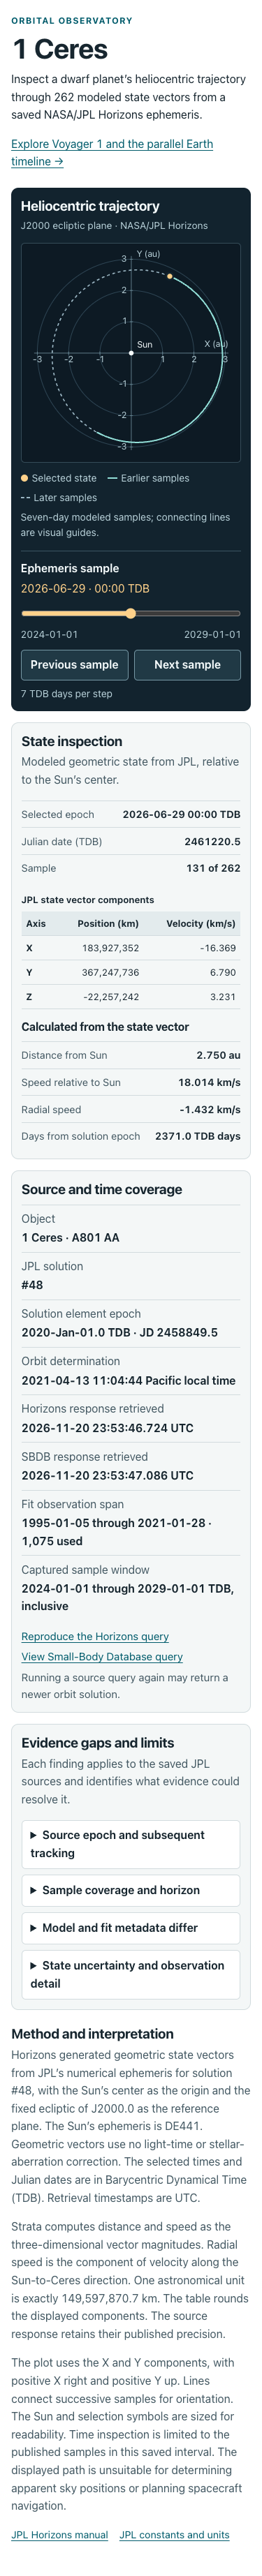 ORBITAL OBSERVATORY
1 Ceres
Inspect a dwarf planet's heliocentric trajectory
through 262 modeled state vectors from a
saved NASA/JPL Horizons ephemeris.
Explore Voyager 1 and the parallel Earth
timeline →
Heliocentric trajectory
J2000 ecliptic plane · NASA/JPL Horizons
Y (au)
3
2
1
Sun
X (au)
-3 -2 -1 1 2 3
-1
-2
-3
Selected state Earlier samples
Later samples
Seven-day modeled samples; connecting lines
are visual guides.
Ephemeris sample
2026-06-29 · 00:00 TDB
2024-01-01 2029-01-01
Previous sample Next sample
7 TDB days per step
State inspection
Modeled geometric state from JPL, relative
to the Sun's center.
Selected epoch 2026-06-29 00:00 TDB
Julian date (TDB) 2461220.5
Sample 131 of 262
JPL state vector components
Axis Position (km) Velocity (km/s)
X 183,927,352 -16.369
Y 367,247,736 6.790
Z -22,257,242 3.231
Calculated from the state vector
Distance from Sun 2.750 au
Speed relative to Sun 18.014 km/s
Radial speed -1.432 km/s
Days from solution epoch 2371.0 TDB days
Source and time coverage
Object
1 Ceres · A801 AA
JPL solution
#48
Solution element epoch
2020-Jan-01.0 TDB · JD 2458849.5
Orbit determination
2021-04-13 11:04:44 Pacific local time
Horizons response retrieved
2026-11-20 23:53:46.724 UTC
SBDB response retrieved
2026-11-20 23:53:47.086 UTC
Fit observation span
1995-01-05 through 2021-01-28 ·
1,075 used
Captured sample window
2024-01-01 through 2029-01-01 TDB,
inclusive
Reproduce the Horizons query
View Small-Body Database query
Running a source query again may return a
newer orbit solution.
Evidence gaps and limits
Each finding applies to the saved JPL
sources and identifies what evidence could
resolve it.
▶ Source epoch and subsequent
tracking
▶ Sample coverage and horizon
▶ Model and fit metadata differ
▶ State uncertainty and observation
detail
Method and interpretation
Horizons generated geometric state vectors
from JPL's numerical ephemeris for solution
#48, with the Sun's center as the origin and the
fixed ecliptic of J2000.0 as the reference
plane. The Sun's ephemeris is DE441.
Geometric vectors use no light-time or stellar-
aberration correction. The selected times and
Julian dates are in Barycentric Dynamical Time
(TDB). Retrieval timestamps are UTC.
Strata computes distance and speed as the
three-dimensional vector magnitudes. Radial
speed is the component of velocity along the
Sun-to-Ceres direction. One astronomical unit
is exactly 149,597,870.7 km. The table rounds
the displayed components. The source
response retains their published precision.
The plot uses the X and Y components, with
positive X right and positive Y up. Lines
connect successive samples for orientation.
The Sun and selection symbols are sized for
readability. Time inspection is limited to the
published samples in this saved interval. The
displayed path is unsuitable for determining
apparent sky positions or planning spacecraft
navigation.
JPL Horizons manual JPL constants and units